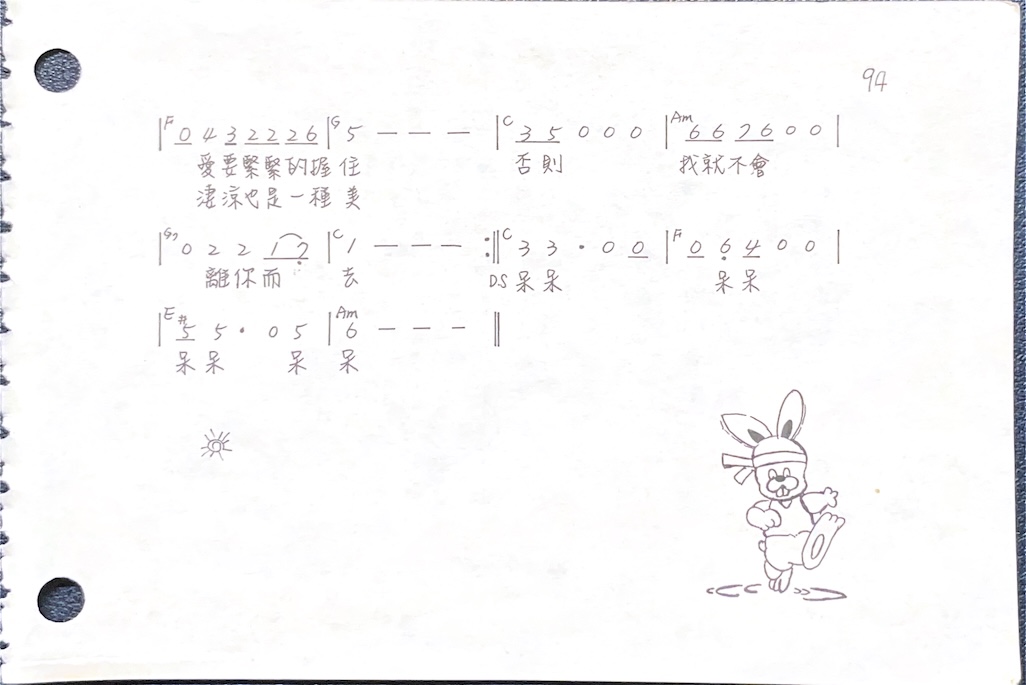 94
|F 0 4 3 2 2 2 6 |G 5 — — — |C 3 5 0 0 0 |Am 6 6 7 6 0 0 |
愛要緊緊的握住 否則 找就不會
淒涼也是一種美
|G7 0 2 2 1 7 |C 1 — — — :||C 3 3 · 0 0 |F 0 6 4 0 0 |
離你而 去 D.S 呆呆 呆呆
|E #5 5 · 0 5 |Am 6 — — — ||
呆呆 呆 呆